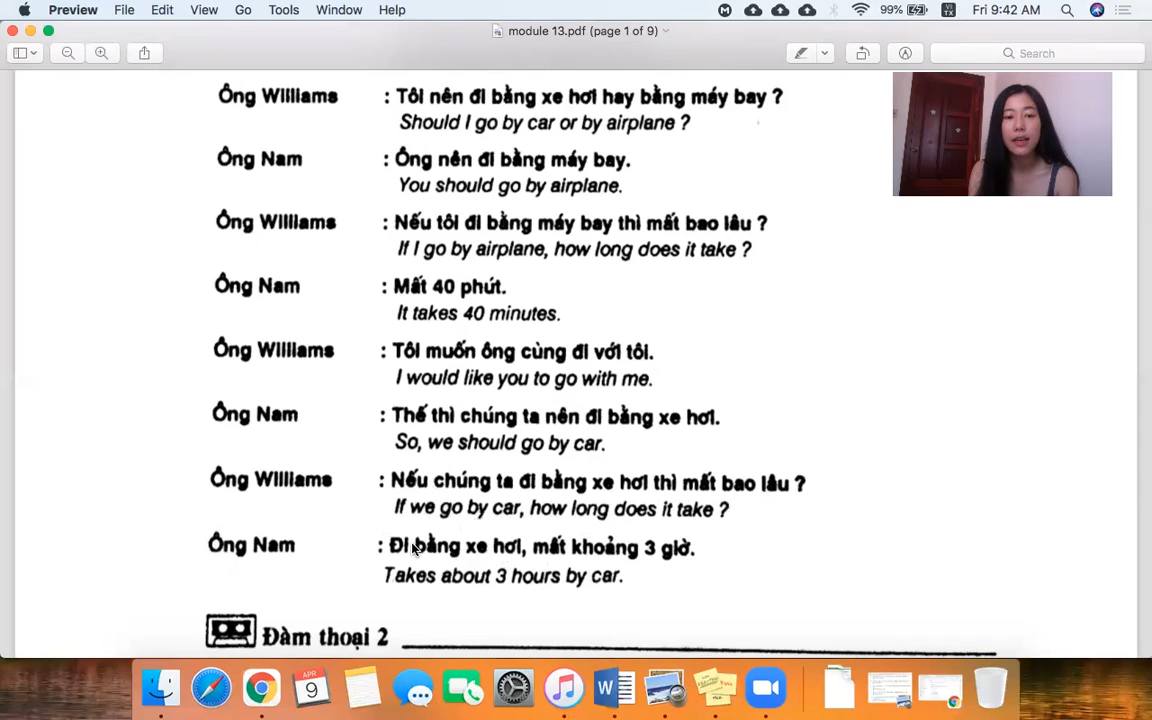 Preview File Edit View Go Tools Window Help 99% VI TX Fri 9:42 AM
module 13.pdf (page 1 of 9)
Search
Ông Williams : Tôi nên đi bằng xe hơi hay bằng máy bay ?
Should I go by car or by airplane ?
Ông Nam : Ông nên đi bằng máy bay.
You should go by airplane.
Ông Williams : Nếu tôi đi bằng máy bay thì mất bao lâu ?
If I go by airplane, how long does it take ?
Ông Nam : Mất 40 phút.
It takes 40 minutes.
Ông Williams : Tôi muốn ông cùng đi với tôi.
I would like you to go with me.
Ông Nam : Thế thì chúng ta nên đi bằng xe hơi.
So, we should go by car.
Ông Williams : Nếu chúng ta đi bằng xe hơi thì mất bao lâu ?
If we go by car, how long does it take ?
Ông Nam : Đi bằng xe hơi, mất khoảng 3 giờ.
Takes about 3 hours by car.
Đàm thoại 2
APR
9